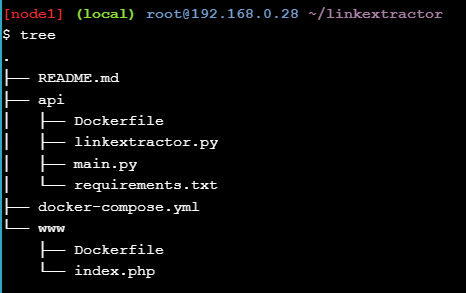 [node1] (local) root@192.168.0.28 ~/linkextractor
$ tree
.
├── README.md
├── api
│   ├── Dockerfile
│   ├── linkextractor.py
│   ├── main.py
│   └── requirements.txt
├── docker-compose.yml
└── www
    ├── Dockerfile
    └── index.php